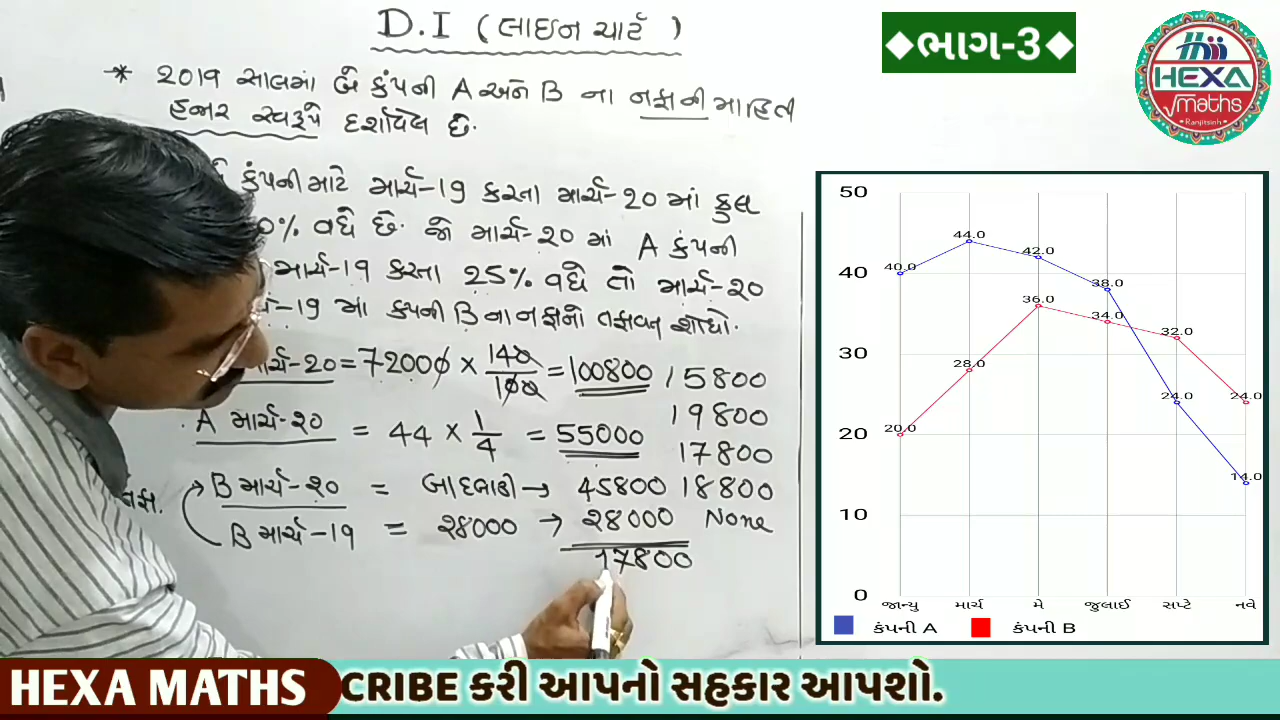 D.I ( લાઇન ચાર્ટ )
* 2019 સાલમાં બે કંપની A અને B ના નફાની માહિતી
હજાર સ્વરૂપે દર્શાવેલ છે.
કંપની માટે માર્ચ-19 કરતા માર્ચ-20 માં કુલ
0% વધે છે. જો માર્ચ-20 માં A કંપની
માર્ચ-19 કરતા 25% વધે તો માર્ચ-20
-19 માં કંપની B ના નફાનો તફાવત શોધો.
માર્ચ-20 = 72000 × 140/100 = 100800 15800
A માર્ચ-20 = 44 × 1/4 = 55000 19800
17800
B માર્ચ-20 = બાદબાકી → 45800 18800
B માર્ચ-19 = 28000 → 28000 None
17800
◆ભાગ-3◆
HEXA
maths
Ranjitsinh
50
40
30
20
10
0
40.0 44.0 42.0 38.0 24.0 14.0
20.0 28.0 36.0 34.0 32.0 24.0
જાન્યુ માર્ચ મે જુલાઈ સપ્ટે નવે
કંપની A કંપની B
HEXA MATHS CRIBE કરી આપનો સહકાર આપશો.